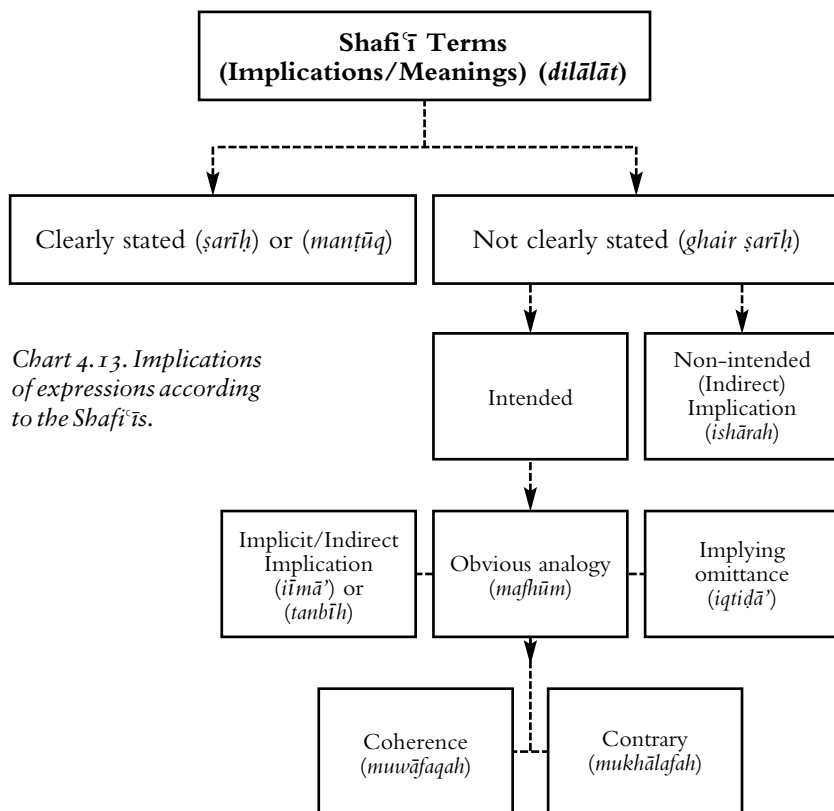 Shafiʿī Terms
(Implications/Meanings) (dilālāt)
Clearly stated (ṣarīḥ) or (manṭūq)
Not clearly stated (ghair ṣarīḥ)
Chart 4.13. Implications
of expressions according
to the Shafiʿīs.
Intended
Non-intended
(Indirect)
Implication
(ishārah)
Implicit/Indirect
Implication
(iīmā’) or
(tanbīh)
Obvious analogy
(mafhūm)
Implying
omittance
(iqtiḍā’)
Coherence
(muwāfaqah)
Contrary
(mukhālafah)